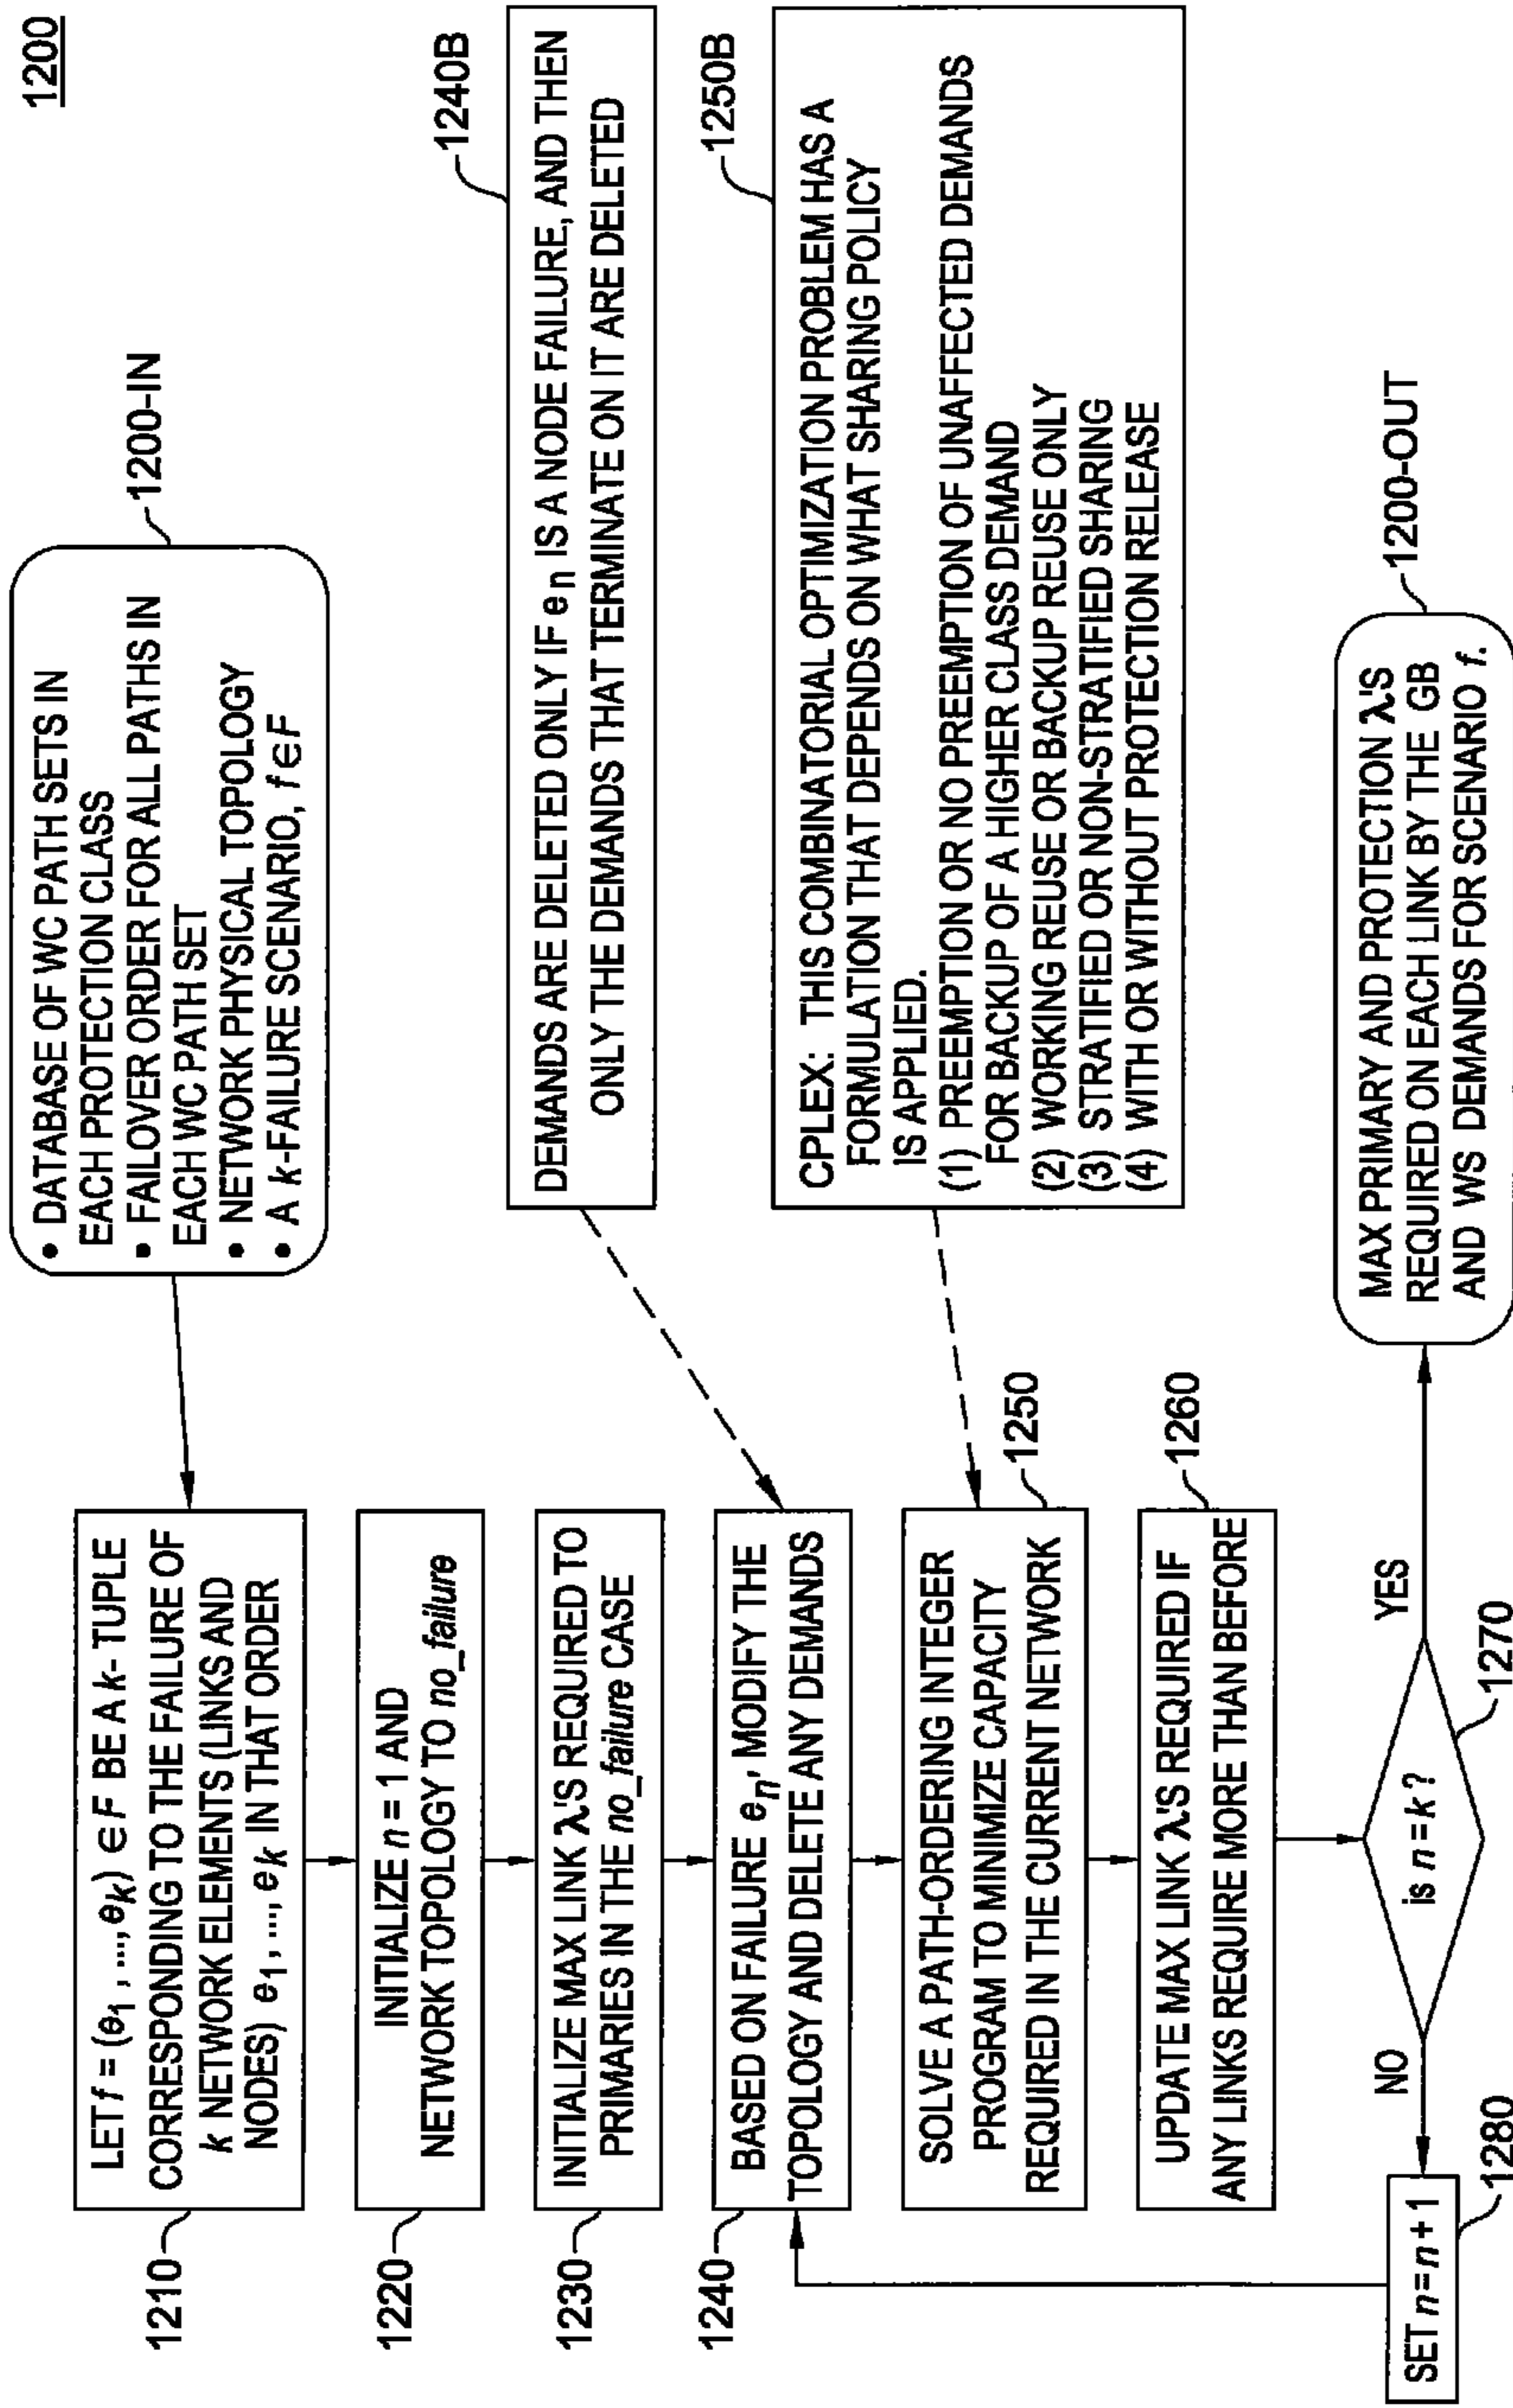 1200
• DATABASE OF WC PATH SETS IN
EACH PROTECTION CLASS
• FAILOVER ORDER FOR ALL PATHS IN
EACH WC PATH SET
• NETWORK PHYSICAL TOPOLOGY
• A k-FAILURE SCENARIO, f ∈ F
1200-IN
1210
LET f = (e1 ,..., ek) ∈ F BE A k- TUPLE
CORRESPONDING TO THE FAILURE OF
k NETWORK ELEMENTS (LINKS AND
NODES) e1 ,..., ek IN THAT ORDER
1220
INITIALIZE n = 1 AND
NETWORK TOPOLOGY TO no_failure
1230
INITIALIZE MAX LINK λ'S REQUIRED TO
PRIMARIES IN THE no_failure CASE
1240
BASED ON FAILURE en, MODIFY THE
TOPOLOGY AND DELETE ANY DEMANDS
1240B
DEMANDS ARE DELETED ONLY IF en IS A NODE FAILURE, AND THEN
ONLY THE DEMANDS THAT TERMINATE ON IT ARE DELETED
1250
SOLVE A PATH-ORDERING INTEGER
PROGRAM TO MINIMIZE CAPACITY
REQUIRED IN THE CURRENT NETWORK
1250B
CPLEX: THIS COMBINATORIAL OPTIMIZATION PROBLEM HAS A
FORMULATION THAT DEPENDS ON WHAT SHARING POLICY
IS APPLIED.
(1) PREEMPTION OR NO PREEMPTION OF UNAFFECTED DEMANDS
FOR BACKUP OF A HIGHER CLASS DEMAND
(2) WORKING REUSE OR BACKUP REUSE ONLY
(3) STRATIFIED OR NON-STRATIFIED SHARING
(4) WITH OR WITHOUT PROTECTION RELEASE
1260
UPDATE MAX LINK λ'S REQUIRED IF
ANY LINKS REQUIRE MORE THAN BEFORE
1270
is n = k ?
NO
YES
1280
SET n = n + 1
1200-OUT
MAX PRIMARY AND PROTECTION λ'S
REQUIRED ON EACH LINK BY THE GB
AND WS DEMANDS FOR SCENARIO f.